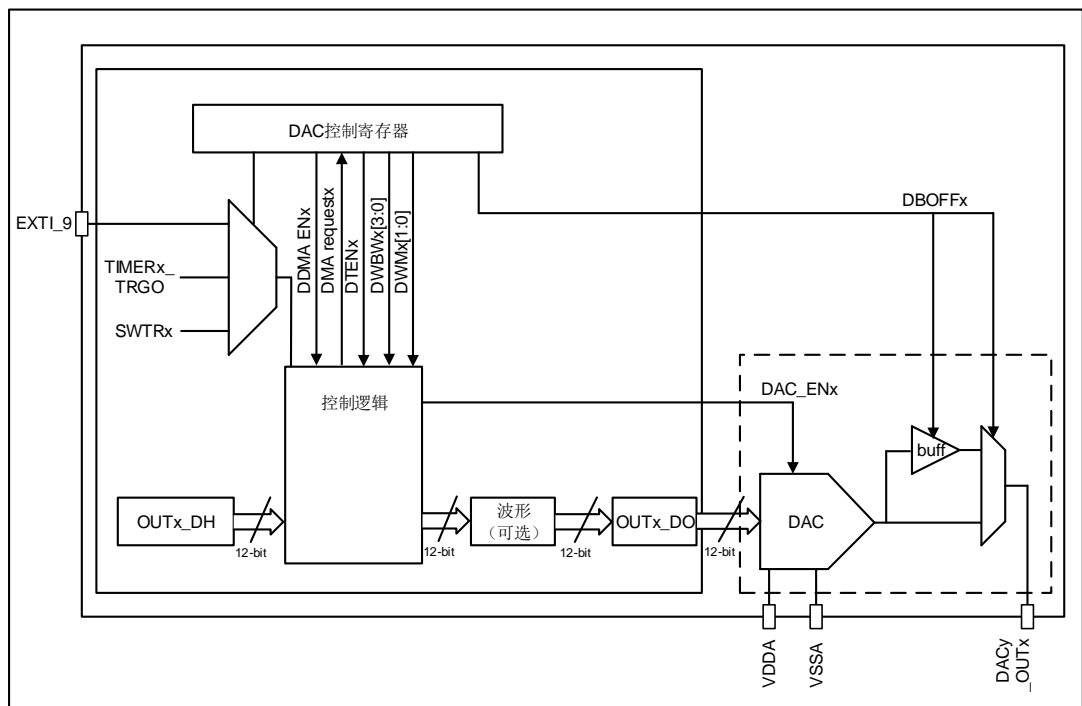 DAC控制寄存器
EXTI_9
TIMERx_
TRGO
SWTRx
DDMA ENx
DMA requestx
DTENx
DWBWx[3:0]
DWMx[1:0]
DBOFFx
控制逻辑
DAC_ENx
buff
OUTx_DH
12-bit
12-bit
波形
（可选）
12-bit
OUTx_DO
12-bit
DAC
VDDA
VSSA
DACy
_OUTx